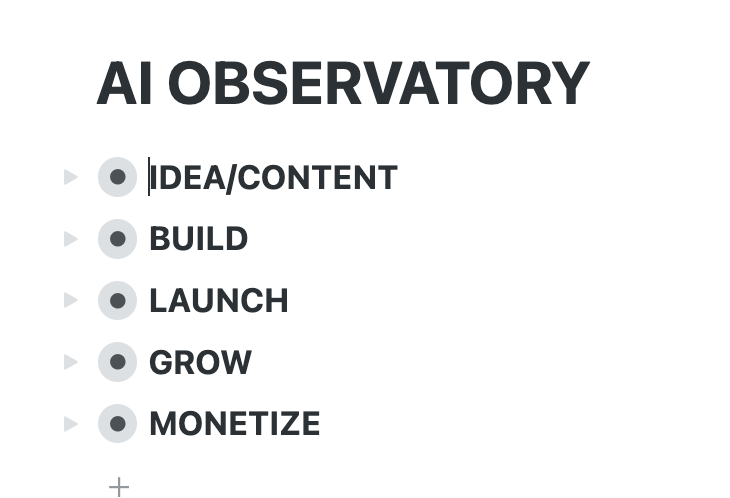 AI OBSERVATORY
IDEA/CONTENT
BUILD
LAUNCH
GROW
MONETIZE